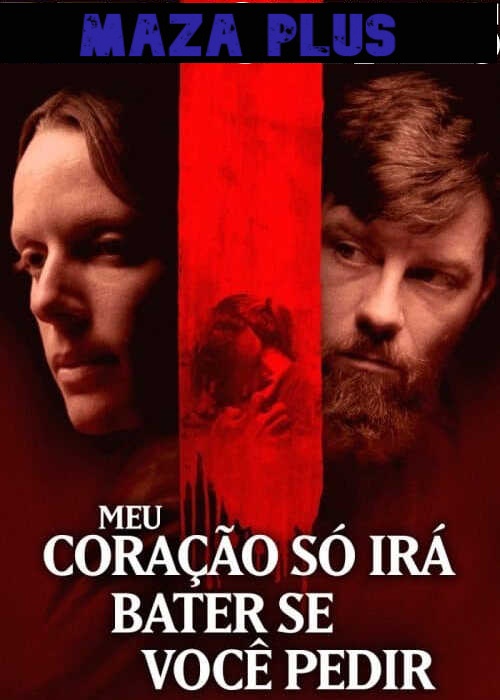 MAZA PLUS
MEU
CORAÇÃO SÓ IRÁ
BATER SE
VOCÊ PEDIR